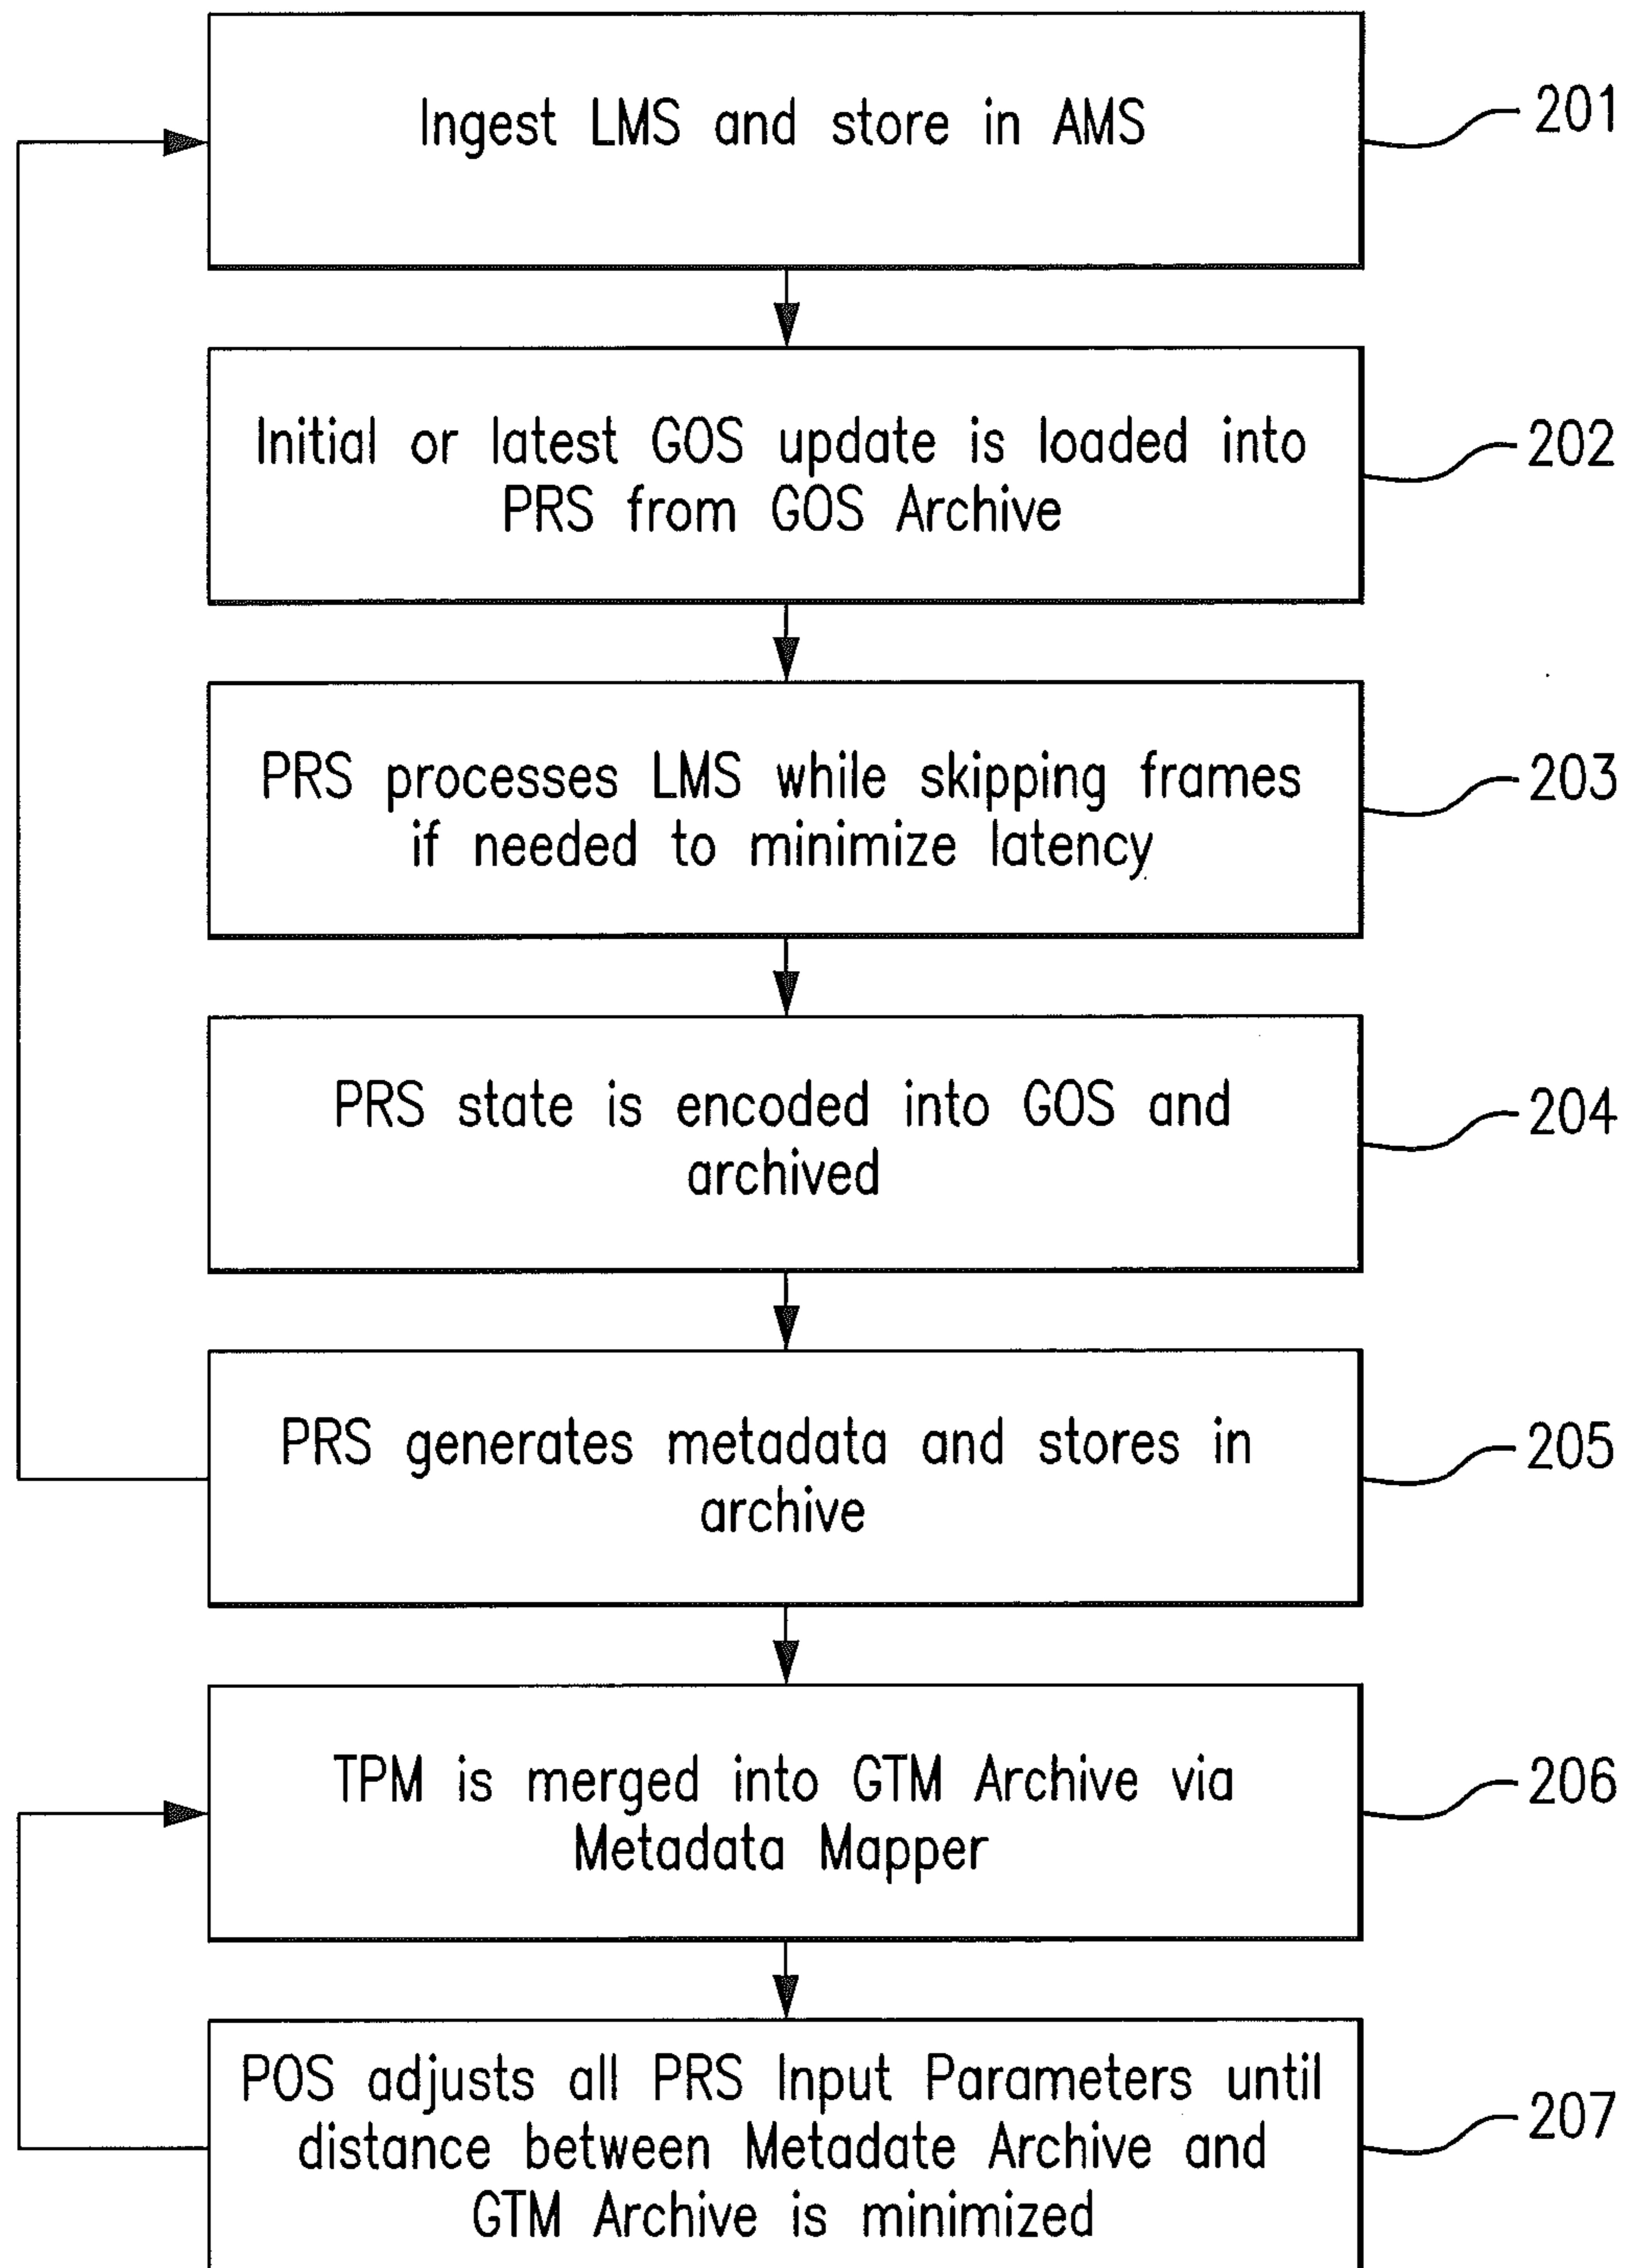 Ingest LMS and store in AMS
201
Initial or latest GOS update is loaded into
PRS from GOS Archive
202
PRS processes LMS while skipping frames
if needed to minimize latency
203
PRS state is encoded into GOS and
archived
204
PRS generates metadata and stores in
archive
205
TPM is merged into GTM Archive via
Metadata Mapper
206
POS adjusts all PRS Input Parameters until
distance between Metadate Archive and
GTM Archive is minimized
207